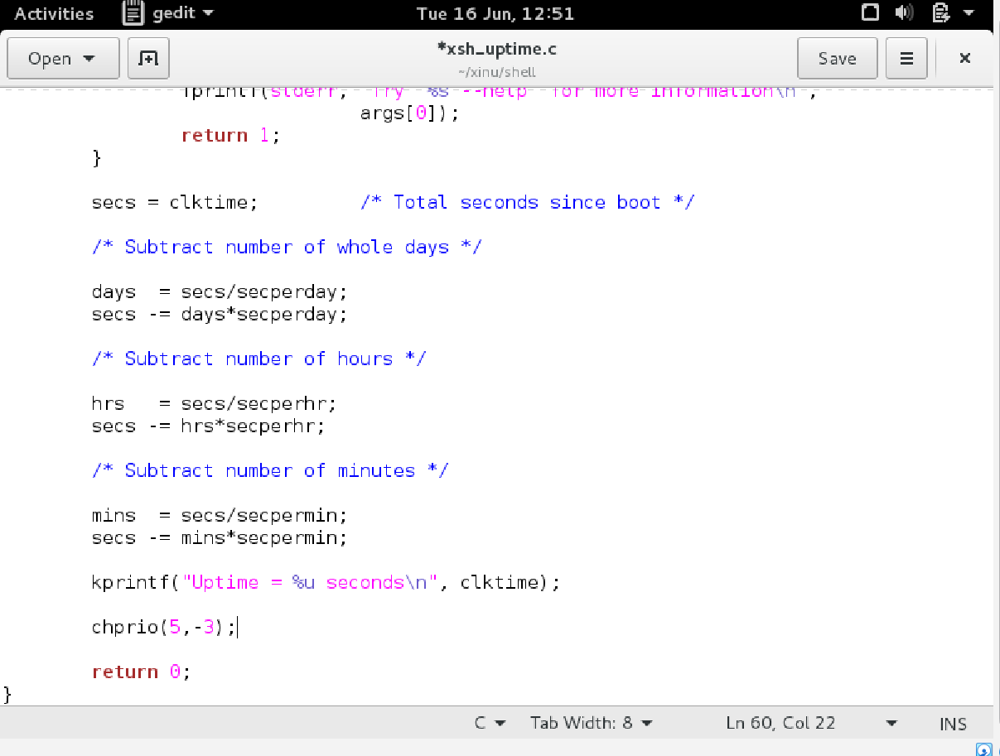 Activities gedit Tue 16 Jun, 12:51
Open *xsh_uptime.c Save
~/xinu/shell
fprintf(stderr, "Try '%s --help' for more information\n",
args[0]);
return 1;
}
secs = clktime; /* Total seconds since boot */
/* Subtract number of whole days */
days = secs/secperday;
secs -= days*secperday;
/* Subtract number of hours */
hrs = secs/secperhr;
secs -= hrs*secperhr;
/* Subtract number of minutes */
mins = secs/secpermin;
secs -= mins*secpermin;
kprintf("Uptime = %u seconds\n", clktime);
chprio(5,-3);
return 0;
}
C Tab Width: 8 Ln 60, Col 22 INS